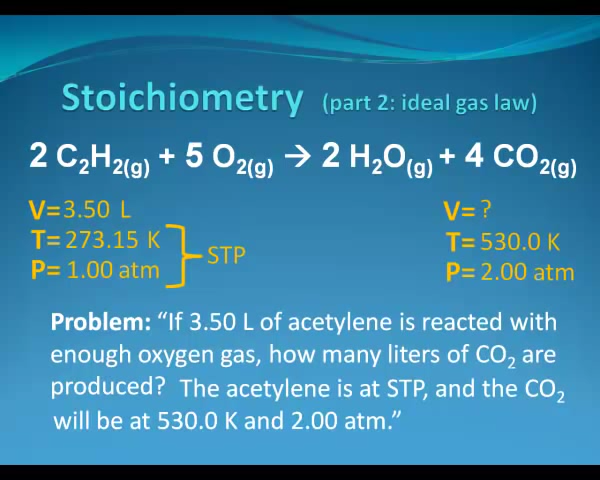 Stoichiometry (part 2: ideal gas law)
2 C₂H₂(g) + 5 O₂(g) → 2 H₂O(g) + 4 CO₂(g)
V= 3.50 L
T= 273.15 K
P= 1.00 atm
STP
V= ?
T= 530.0 K
P= 2.00 atm
Problem: “If 3.50 L of acetylene is reacted with
enough oxygen gas, how many liters of CO₂ are
produced? The acetylene is at STP, and the CO₂
will be at 530.0 K and 2.00 atm.”